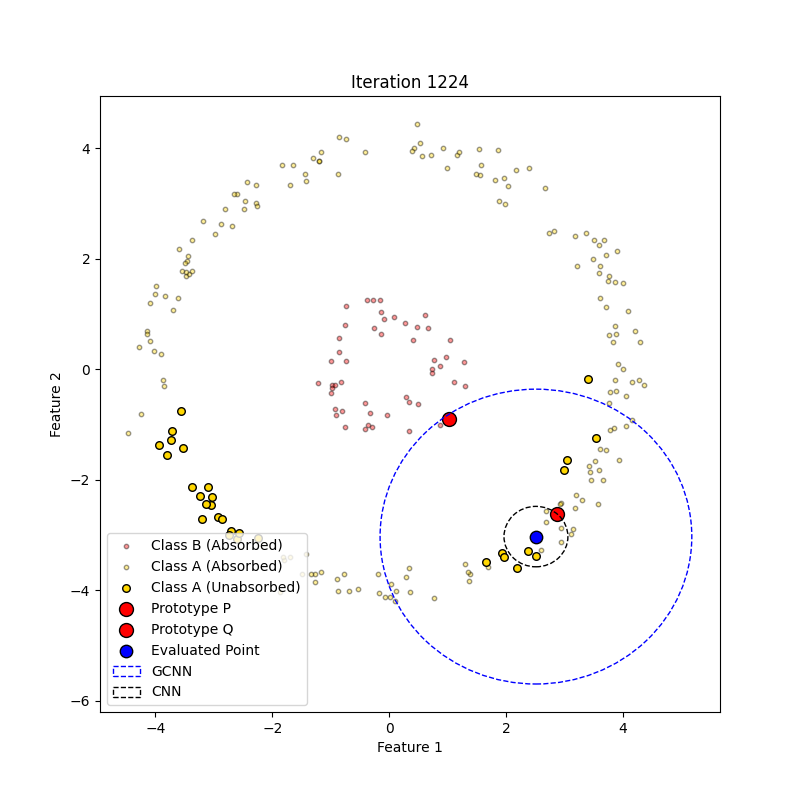 Iteration 1224
Feature 2
4
2
0
−2
−4
−6
Class B (Absorbed)
Class A (Absorbed)
Class A (Unabsorbed)
Prototype P
Prototype Q
Evaluated Point
GCNN
CNN
−4 −2 0 2 4
Feature 1